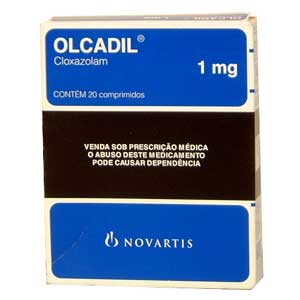 OLCADIL®
Cloxazolam
1 mg
CONTÉM 20 comprimidos
VENDA SOB PRESCRIÇÃO MÉDICA
O ABUSO DESTE MEDICAMENTO
PODE CAUSAR DEPENDÊNCIA
NOVARTIS